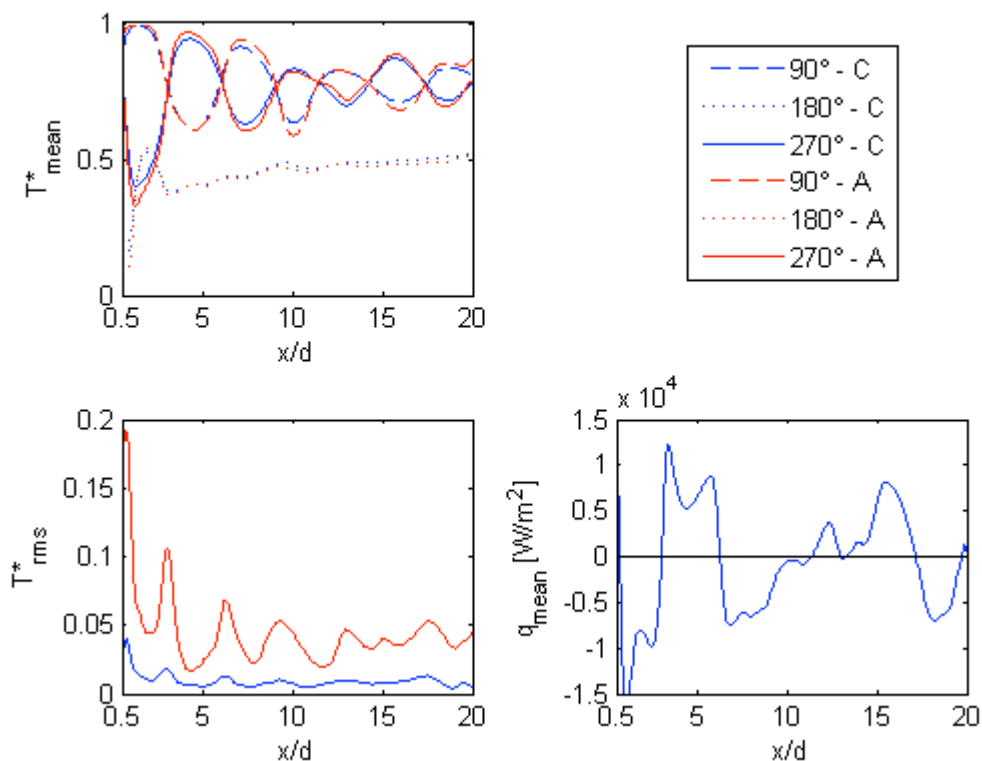 1
0.5
0
T*mean
0.5 5 10 15 20
x/d
90° - C
180° - C
270° - C
90° - A
180° - A
270° - A
0.2
0.15
0.1
0.05
0
T*rms
0.5 5 10 15 20
x/d
x 10^4
1.5
1
0.5
0
-0.5
-1
-1.5
qmean [W/m²]
0.5 5 10 15 20
x/d